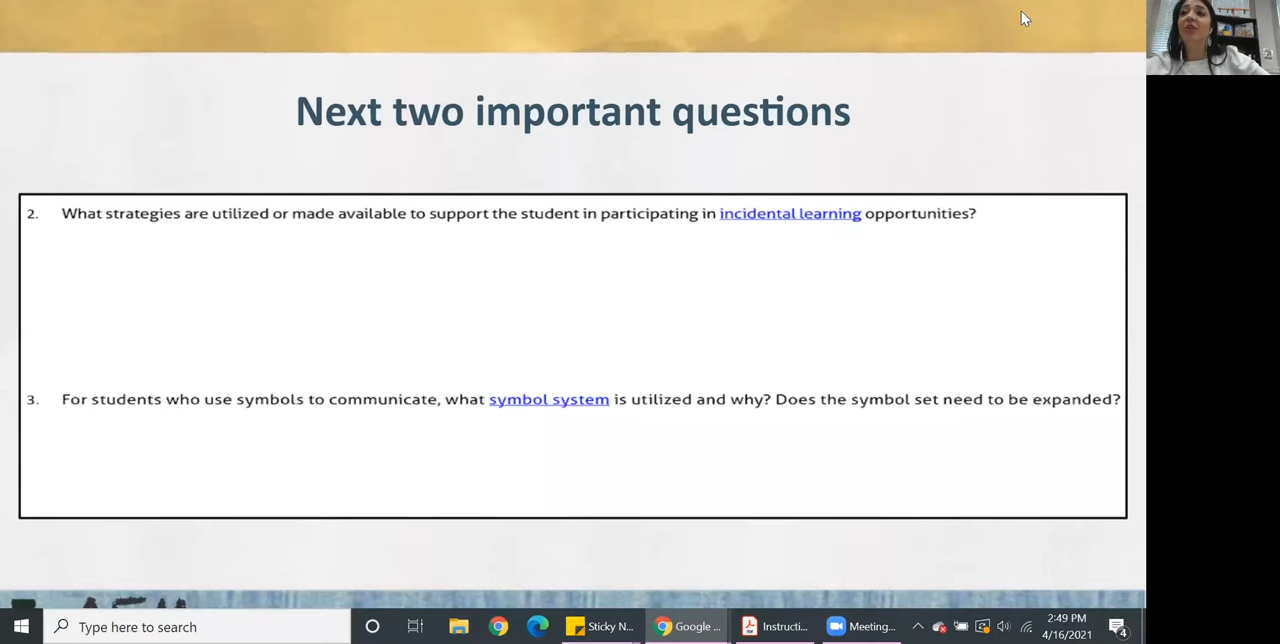 Next two important questions
2. What strategies are utilized or made available to support the student in participating in incidental learning opportunities?
3. For students who use symbols to communicate, what symbol system is utilized and why? Does the symbol set need to be expanded?
Type here to search
Sticky N...
Google ...
Instructi...
Meeting...
2:49 PM
4/16/2021
4